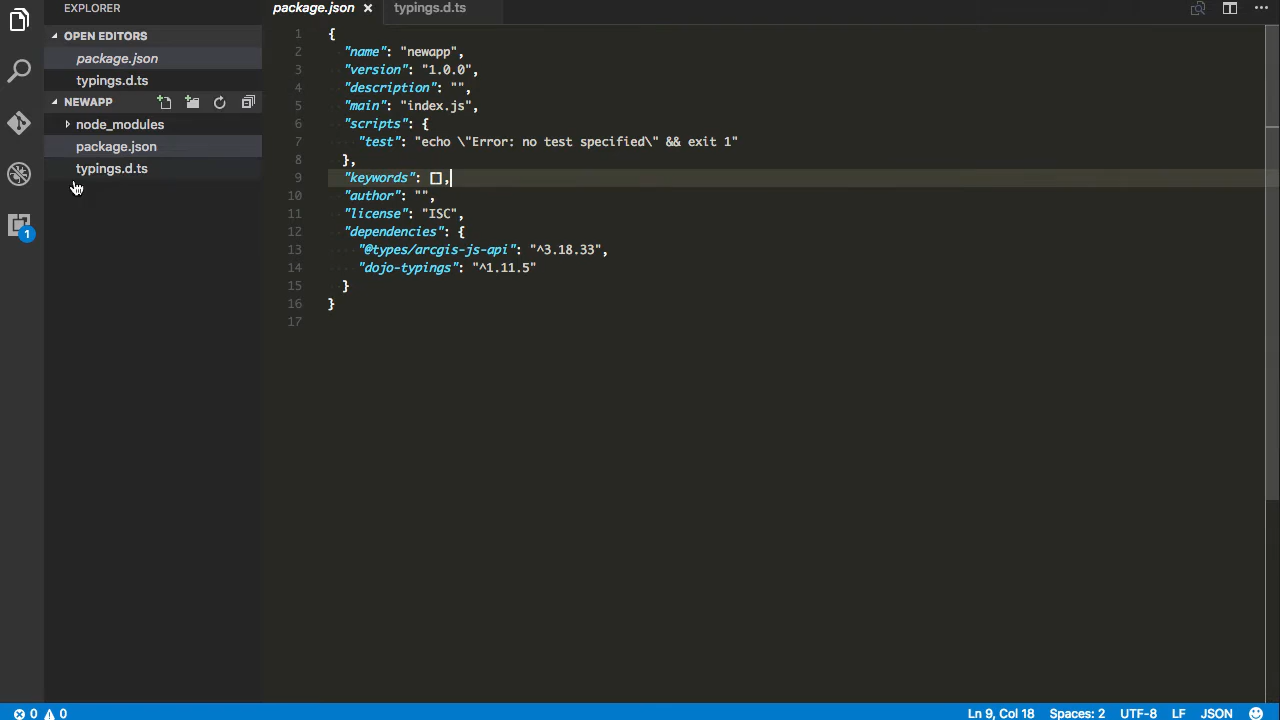 EXPLORER
OPEN EDITORS
package.json
typings.d.ts
NEWAPP
node_modules
package.json
typings.d.ts
1
package.json
typings.d.ts
1 {
2 "name": "newapp",
3 "version": "1.0.0",
4 "description": "",
5 "main": "index.js",
6 "scripts": {
7 "test": "echo \"Error: no test specified\" && exit 1"
8 },
9 "keywords": [],
10 "author": "",
11 "license": "ISC",
12 "dependencies": {
13 "@types/arcgis-js-api": "^3.18.33",
14 "dojo-typings": "^1.11.5"
15 }
16 }
17
0 0 Ln 9, Col 18 Spaces: 2 UTF-8 LF JSON